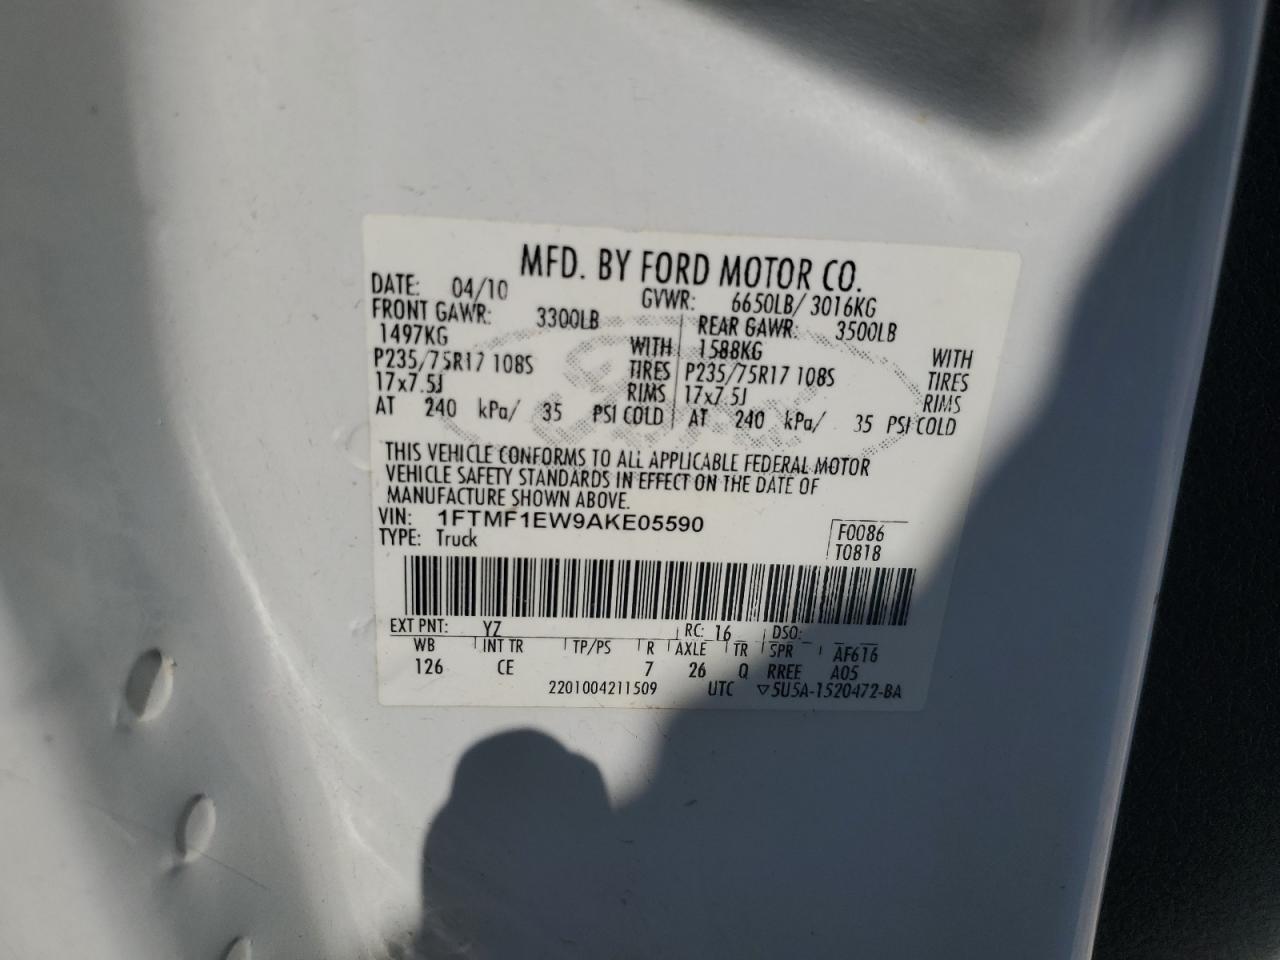 MFD. BY FORD MOTOR CO.
DATE: 04/10 GVWR: 6650LB/ 3016KG
FRONT GAWR: 3300LB REAR GAWR: 3500LB
1497KG WITH 1588KG WITH
P235/75R17 108S TIRES P235/75R17 108S TIRES
17x7.5J RIMS 17x7.5J RIMS
AT 240 kPa/ 35 PSI COLD AT 240 kPa/ 35 PSI COLD
THIS VEHICLE CONFORMS TO ALL APPLICABLE FEDERAL MOTOR
VEHICLE SAFETY STANDARDS IN EFFECT ON THE DATE OF
MANUFACTURE SHOWN ABOVE.
VIN: 1FTMF1EW9AKE05590 F0086
TYPE: Truck T0818
EXT PNT: YZ RC: 16 DSO:
WB INT TR TP/PS R AXLE TR SPR AF616
126 CE 7 26 Q RREE A05
2201004211509 UTC ▽5U5A-1520472-BA